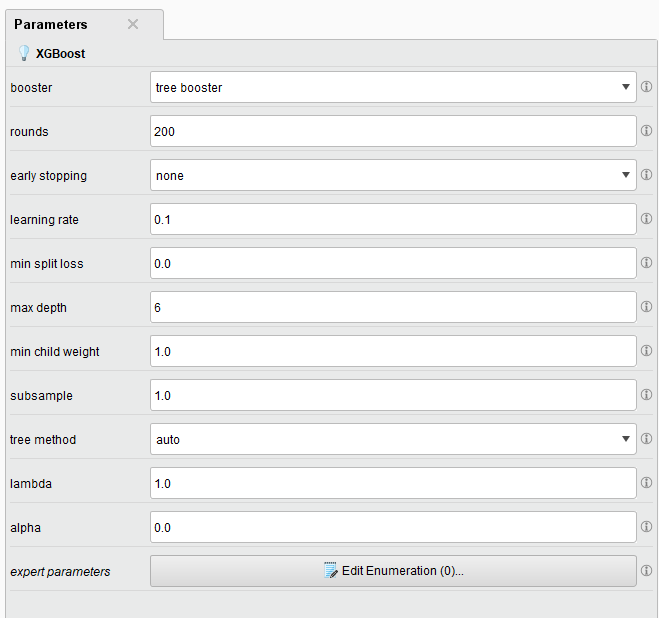 Parameters
XGBoost
booster tree booster
rounds 200
early stopping none
learning rate 0.1
min split loss 0.0
max depth 6
min child weight 1.0
subsample 1.0
tree method auto
lambda 1.0
alpha 0.0
expert parameters Edit Enumeration (0)...